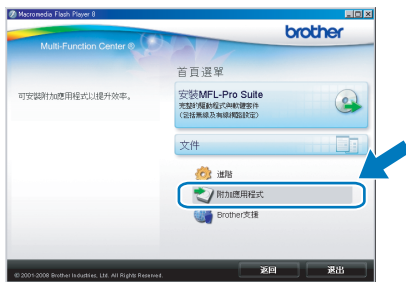 Macromedia Flash Player 8
brother
Multi-Function Center ®
首頁選單
可安裝附加應用程式以提升效率。
安裝MFL-Pro Suite
完整的驅動程式與軟體套件
(包括無線及有線網路設定)
文件
進階
附加應用程式
Brother支援
© 2001-2008 Brother Industries, Ltd. All Rights Reserved.
返回
退出